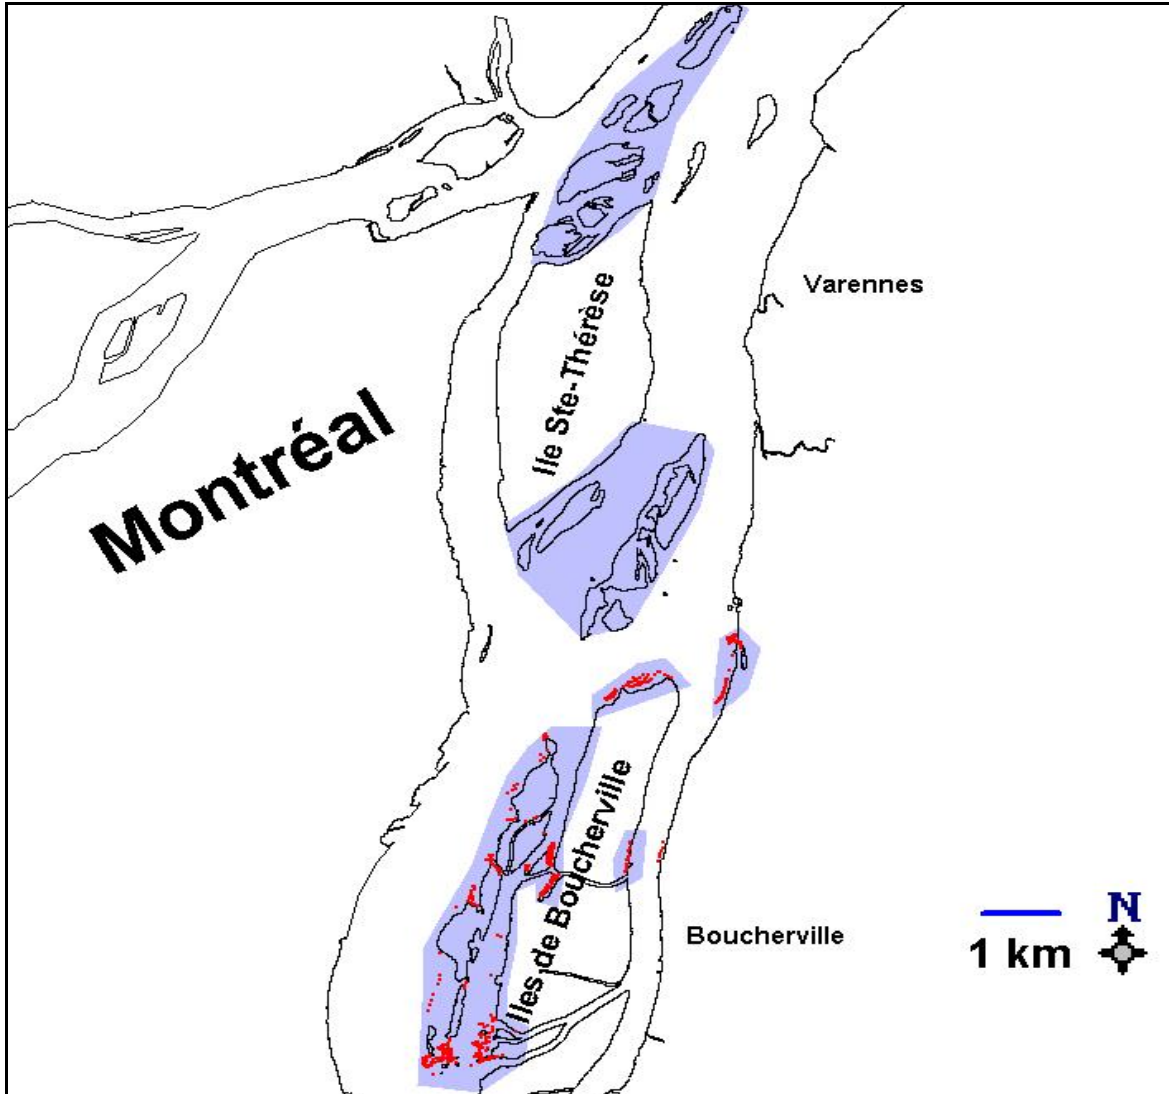 Varennes
Ile Ste-Thérèse
Montréal
Iles de Boucherville
Boucherville
N
1 km